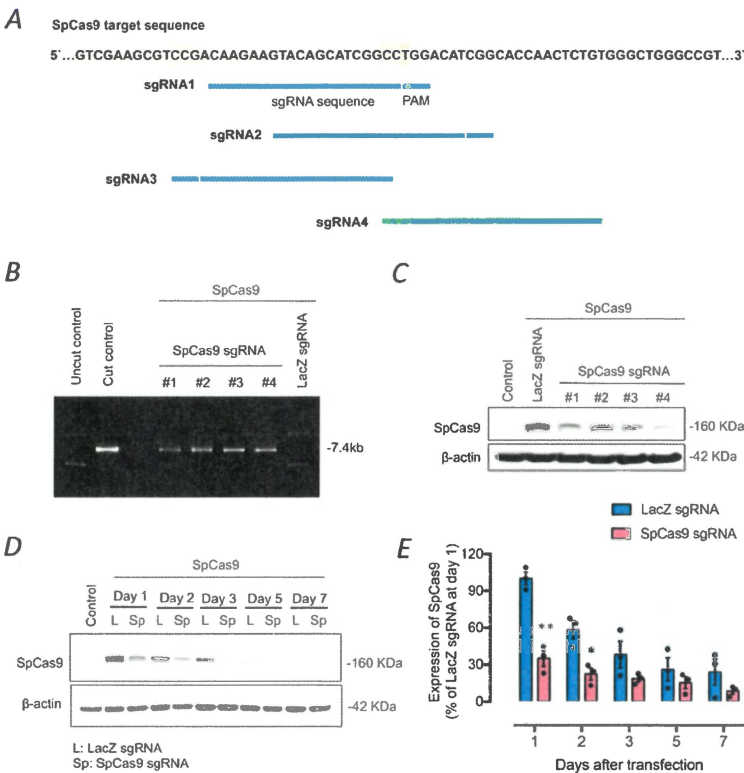 A
SpCas9 target sequence
5`...GTCGAAGCGTCCGACAAGAAGTACAGCATCGGCCTGGACATCGGCACCAACTCTGTGGGCTGGGCCGT...3'
sgRNA1
sgRNA sequence PAM
sgRNA2
sgRNA3
sgRNA4
B
SpCas9
Uncut control
Cut control
SpCas9 sgRNA
LacZ sgRNA
#1 #2 #3 #4
-7.4kb
C
SpCas9
Control
LacZ sgRNA
SpCas9 sgRNA
#1 #2 #3 #4
SpCas9 -160 KDa
β-actin -42 KDa
D
SpCas9
Control
Day 1 Day 2 Day 3 Day 5 Day 7
L Sp L Sp L Sp L Sp L Sp
SpCas9 -160 KDa
β-actin -42 KDa
L: LacZ sgRNA
Sp: SpCas9 sgRNA
E
LacZ sgRNA
SpCas9 sgRNA
Expression of SpCas9
(% of LacZ sgRNA at day 1)
120
90
60
30
0
**
*
1 2 3 5 7
Days after transfection